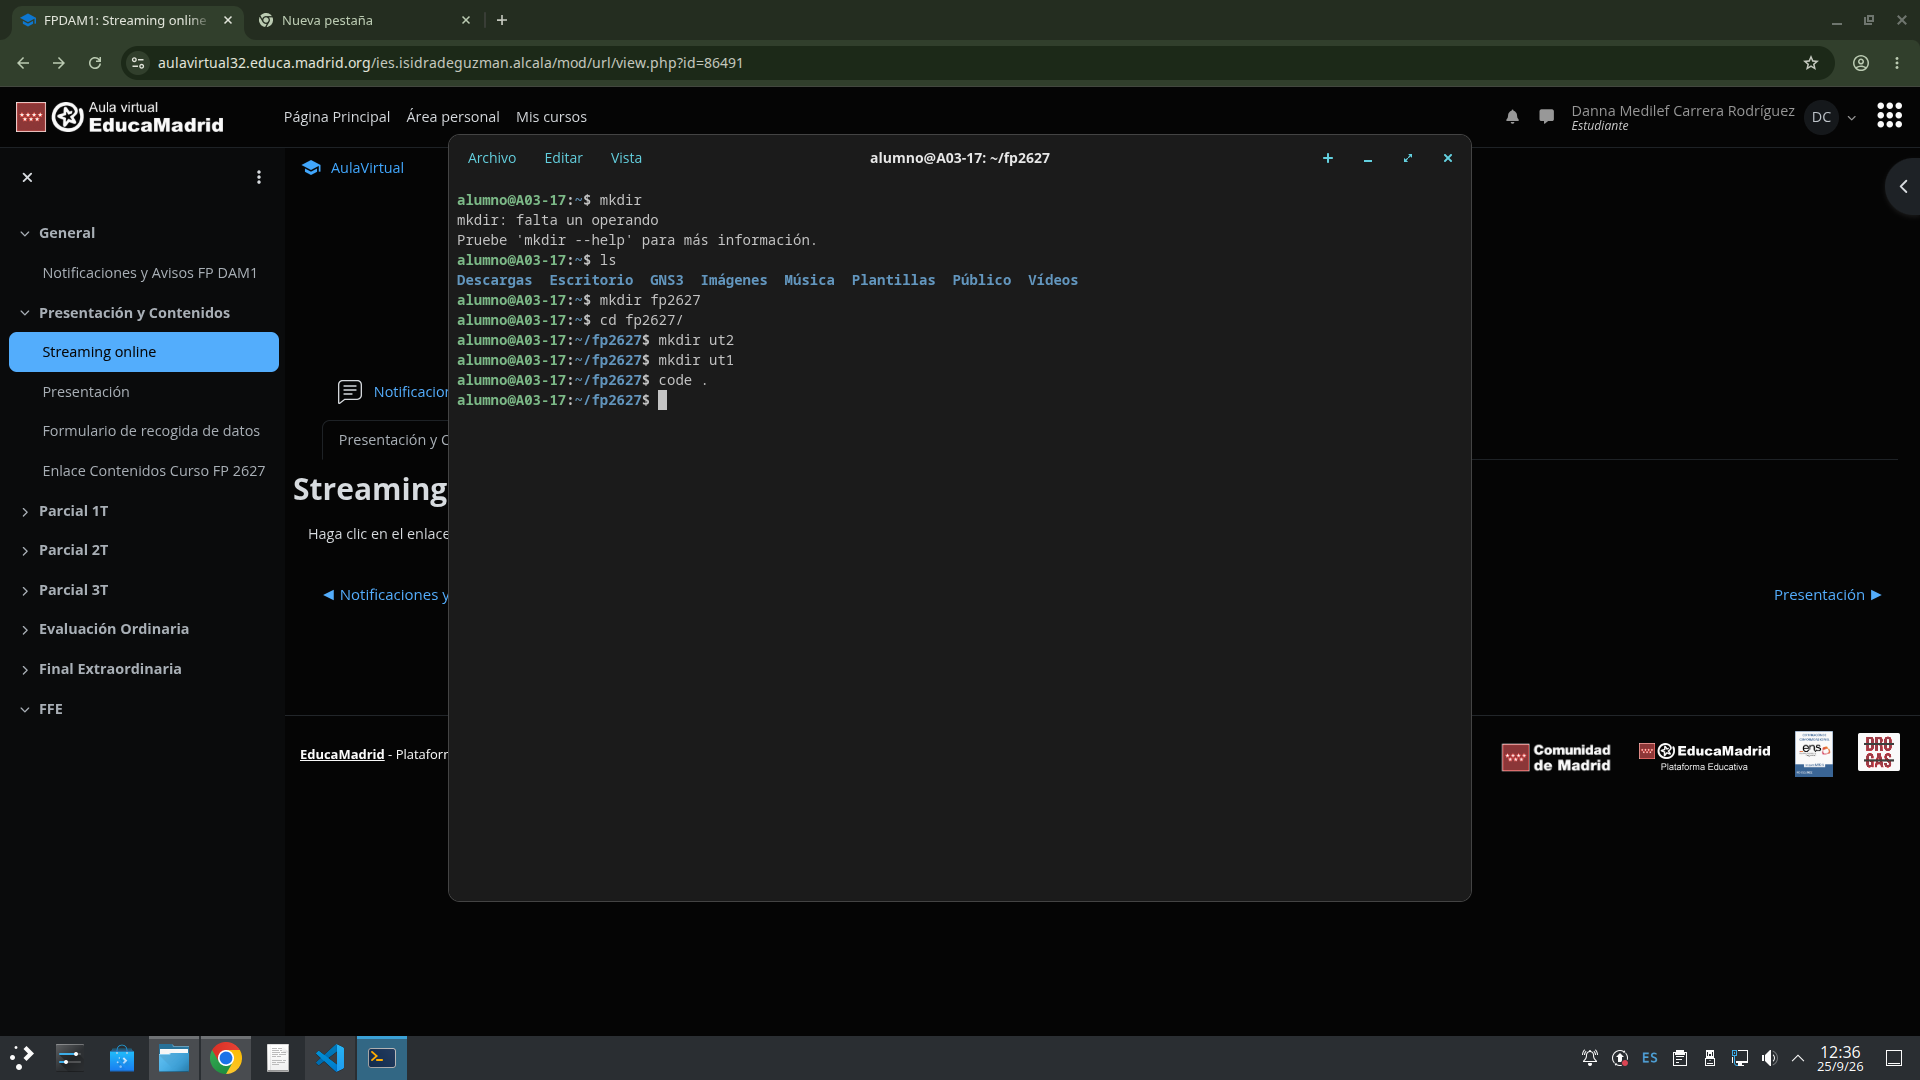 FPDAM1: Streaming online
Nueva pestaña
aulavirtual32.educa.madrid.org/ies.isidradeguzman.alcala/mod/url/view.php?id=86491
Aula virtual
EducaMadrid
Página Principal
Área personal
Mis cursos
Danna Medilef Carrera Rodríguez
Estudiante
DC
AulaVirtual
General
Notificaciones y Avisos FP DAM1
Presentación y Contenidos
Streaming online
Presentación
Formulario de recogida de datos
Enlace Contenidos Curso FP 2627
Parcial 1T
Parcial 2T
Parcial 3T
Evaluación Ordinaria
Final Extraordinaria
FFE
Notificacion
Presentación y C
Streaming
Haga clic en el enlace
◄ Notificaciones y
Presentación ►
EducaMadrid - Plataform
Archivo
Editar
Vista
alumno@A03-17: ~/fp2627
alumno@A03-17:~$ mkdir
mkdir: falta un operando
Pruebe 'mkdir --help' para más información.
alumno@A03-17:~$ ls
Descargas Escritorio GNS3 Imágenes Música Plantillas Público Vídeos
alumno@A03-17:~$ mkdir fp2627
alumno@A03-17:~$ cd fp2627/
alumno@A03-17:~/fp2627$ mkdir ut2
alumno@A03-17:~/fp2627$ mkdir ut1
alumno@A03-17:~/fp2627$ code .
alumno@A03-17:~/fp2627$
Comunidad
de Madrid
EducaMadrid
Plataforma Educativa
ens
DRO
GAS
ES
12:36
25/9/26